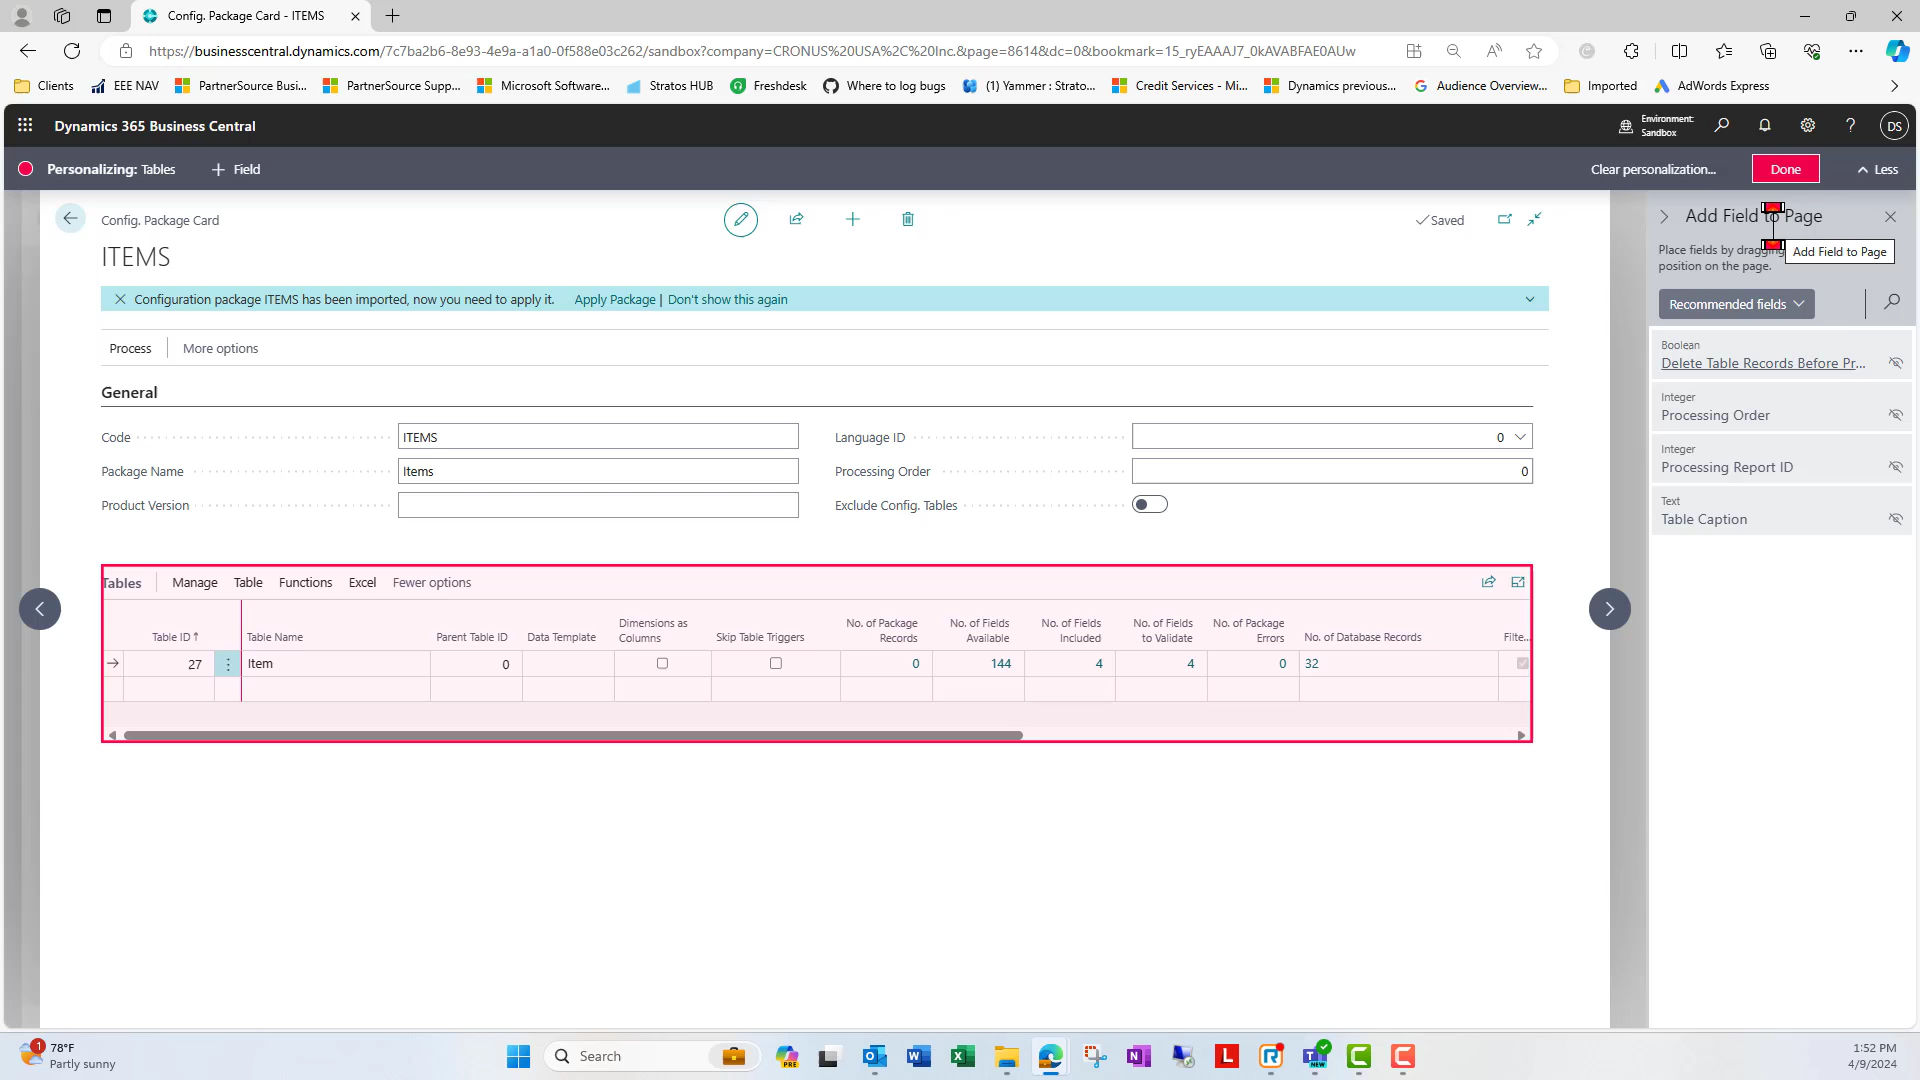 Config. Package Card - ITEMS
https://businesscentral.dynamics.com/7c7ba2b6-8e93-4e9a-a1a0-0f588e03c262/sandbox?company=CRONUS%20USA%2C%20Inc.&page=8614&dc=0&bookmark=15_ryEAAAJ7_0kAVABFAE0AUw
Clients
EEE NAV
PartnerSource Busi...
PartnerSource Supp...
Microsoft Software...
Stratos HUB
Freshdesk
Where to log bugs
(1) Yammer : Strato...
Credit Services - Mi...
Dynamics previous...
Audience Overview...
Imported
AdWords Express
Dynamics 365 Business Central
Environment:
Sandbox
DS
Personalizing: Tables
Field
Clear personalization...
Done
Less
Config. Package Card
Saved
ITEMS
Configuration package ITEMS has been imported, now you need to apply it. Apply Package | Don't show this again
Process
More options
General
Code
ITEMS
Language ID
0
Package Name
Items
Processing Order
0
Product Version
Exclude Config. Tables
Tables
Manage
Table
Functions
Excel
Fewer options
Table ID ↑
Table Name
Parent Table ID
Data Template
Dimensions as
Columns
Skip Table Triggers
No. of Package
Records
No. of Fields
Available
No. of Fields
Included
No. of Fields
to Validate
No. of Package
Errors
No. of Database Records
Filte...
27
Item
0
0
144
4
4
0
32
Add Field to Page
Place fields by dragging
position on the page.
Add Field to Page
Recommended fields
Boolean
Delete Table Records Before Pr...
Integer
Processing Order
Integer
Processing Report ID
Text
Table Caption
1
78°F
Partly sunny
Search
PRE
NEW
1:52 PM
4/9/2024